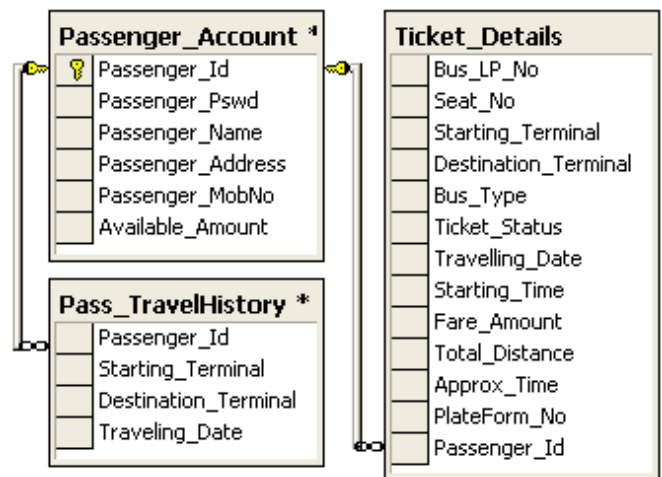 Passenger_Account *
Passenger_Id
Passenger_Pswd
Passenger_Name
Passenger_Address
Passenger_MobNo
Available_Amount
Pass_TravelHistory *
Passenger_Id
Starting_Terminal
Destination_Terminal
Traveling_Date
Ticket_Details
Bus_LP_No
Seat_No
Starting_Terminal
Destination_Terminal
Bus_Type
Ticket_Status
Travelling_Date
Starting_Time
Fare_Amount
Total_Distance
Approx_Time
PlateForm_No
Passenger_Id